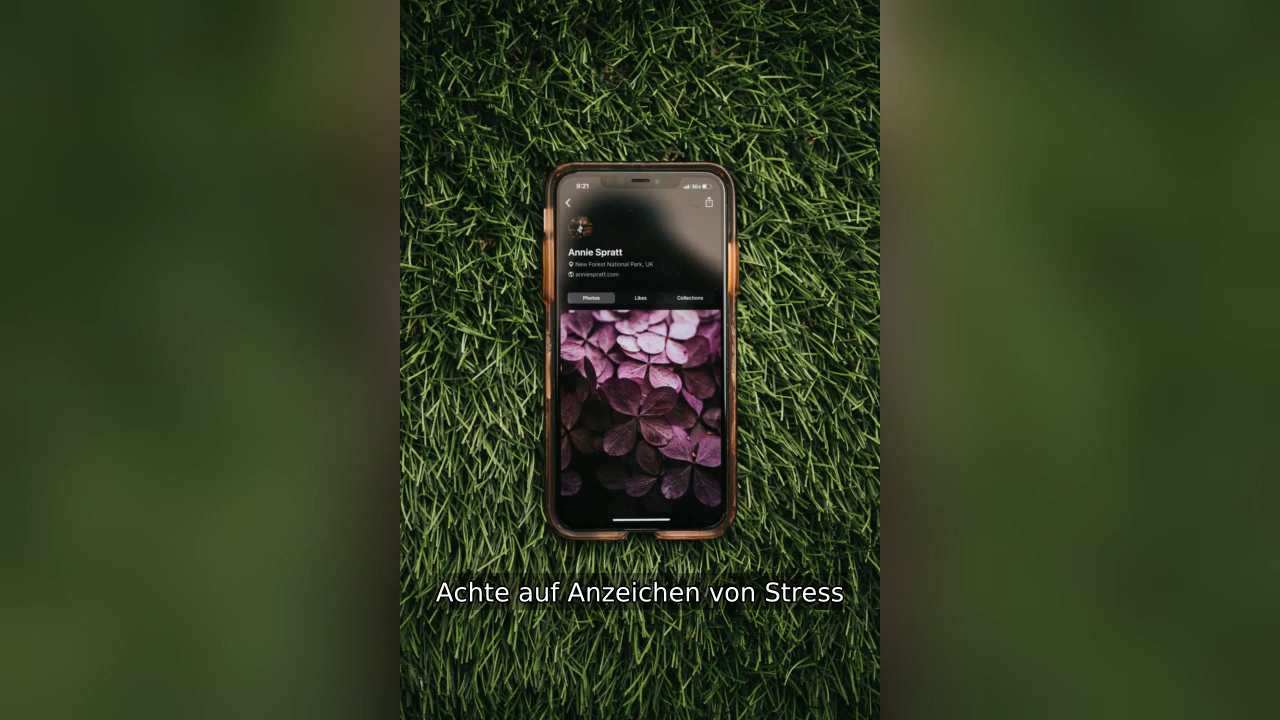 9:21
Annie Spratt
New Forest National Park, UK
anniespratt.com
Photos Likes Collections
Achte auf Anzeichen von Stress